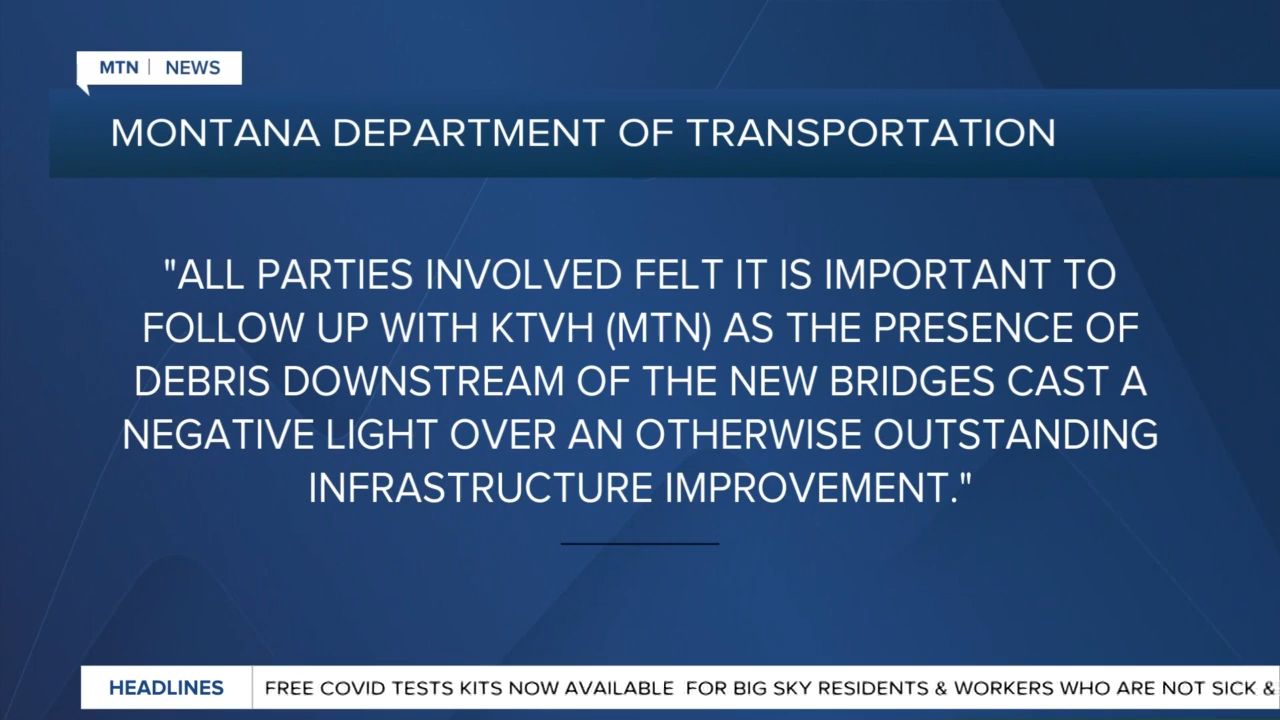 MTN | NEWS
MONTANA DEPARTMENT OF TRANSPORTATION
"ALL PARTIES INVOLVED FELT IT IS IMPORTANT TO
FOLLOW UP WITH KTVH (MTN) AS THE PRESENCE OF
DEBRIS DOWNSTREAM OF THE NEW BRIDGES CAST A
NEGATIVE LIGHT OVER AN OTHERWISE OUTSTANDING
INFRASTRUCTURE IMPROVEMENT."
HEADLINES FREE COVID TESTS KITS NOW AVAILABLE FOR BIG SKY RESIDENTS & WORKERS WHO ARE NOT SICK &